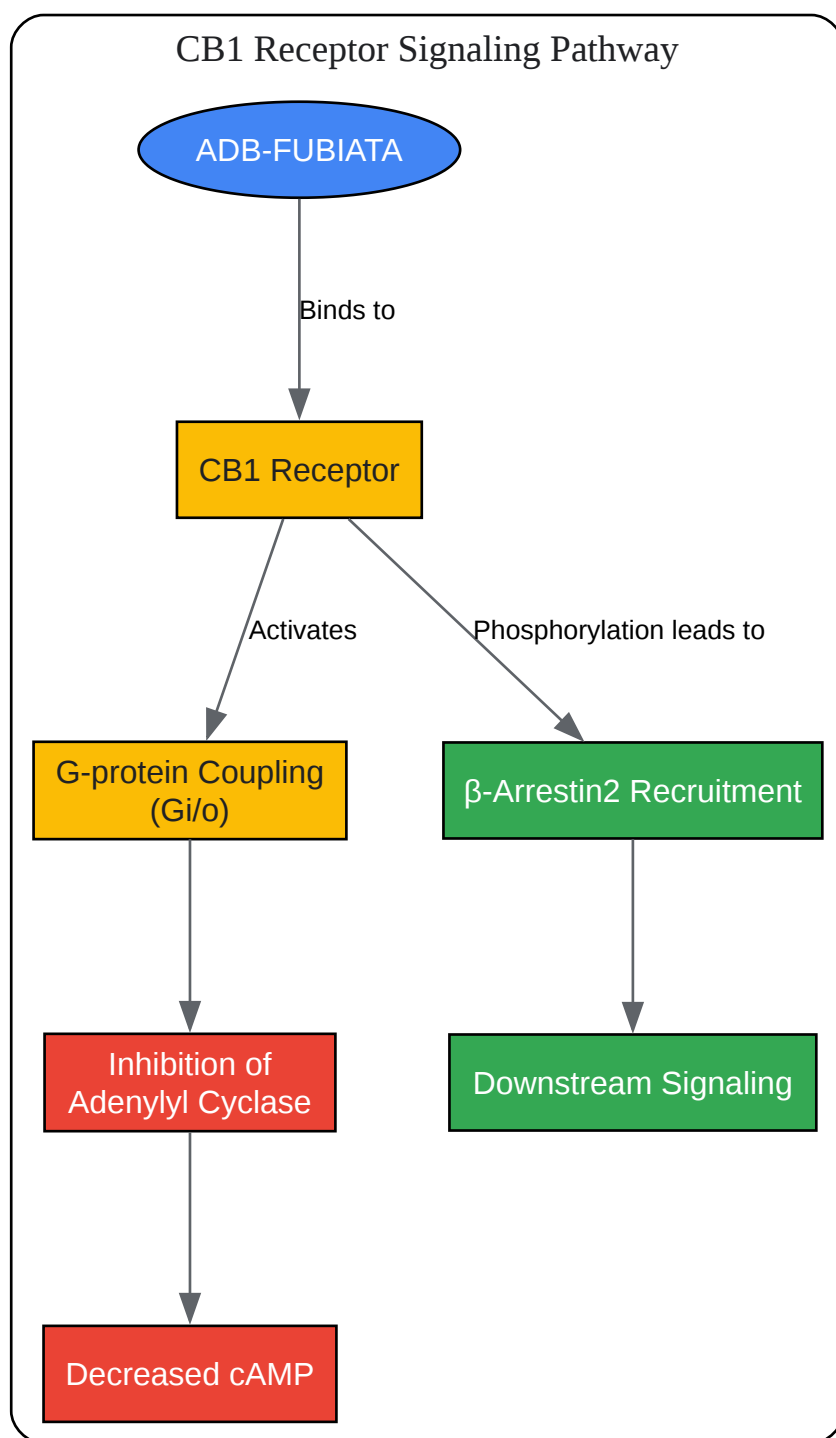 CB1 Receptor Signaling Pathway
ADB-FUBIATA
Binds to
CB1 Receptor
Activates
Phosphorylation leads to
G-protein Coupling
(Gi/o)
β-Arrestin2 Recruitment
Inhibition of
Adenylyl Cyclase
Downstream Signaling
Decreased cAMP